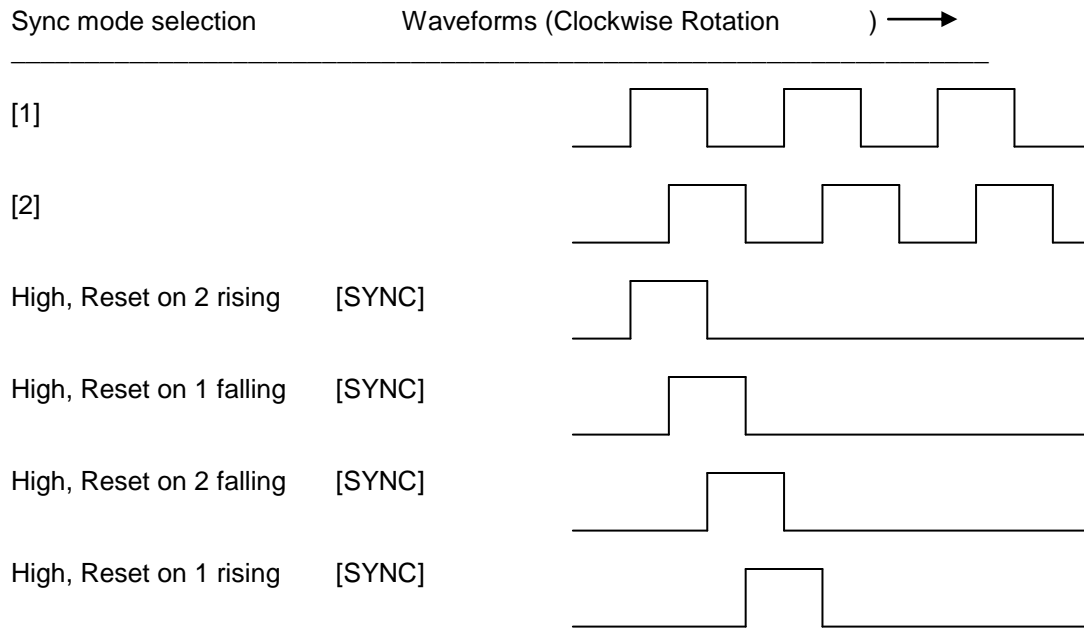 Sync mode selection Waveforms (Clockwise Rotation )
[1]
[2]
High, Reset on 2 rising [SYNC]
High, Reset on 1 falling [SYNC]
High, Reset on 2 falling [SYNC]
High, Reset on 1 rising [SYNC]